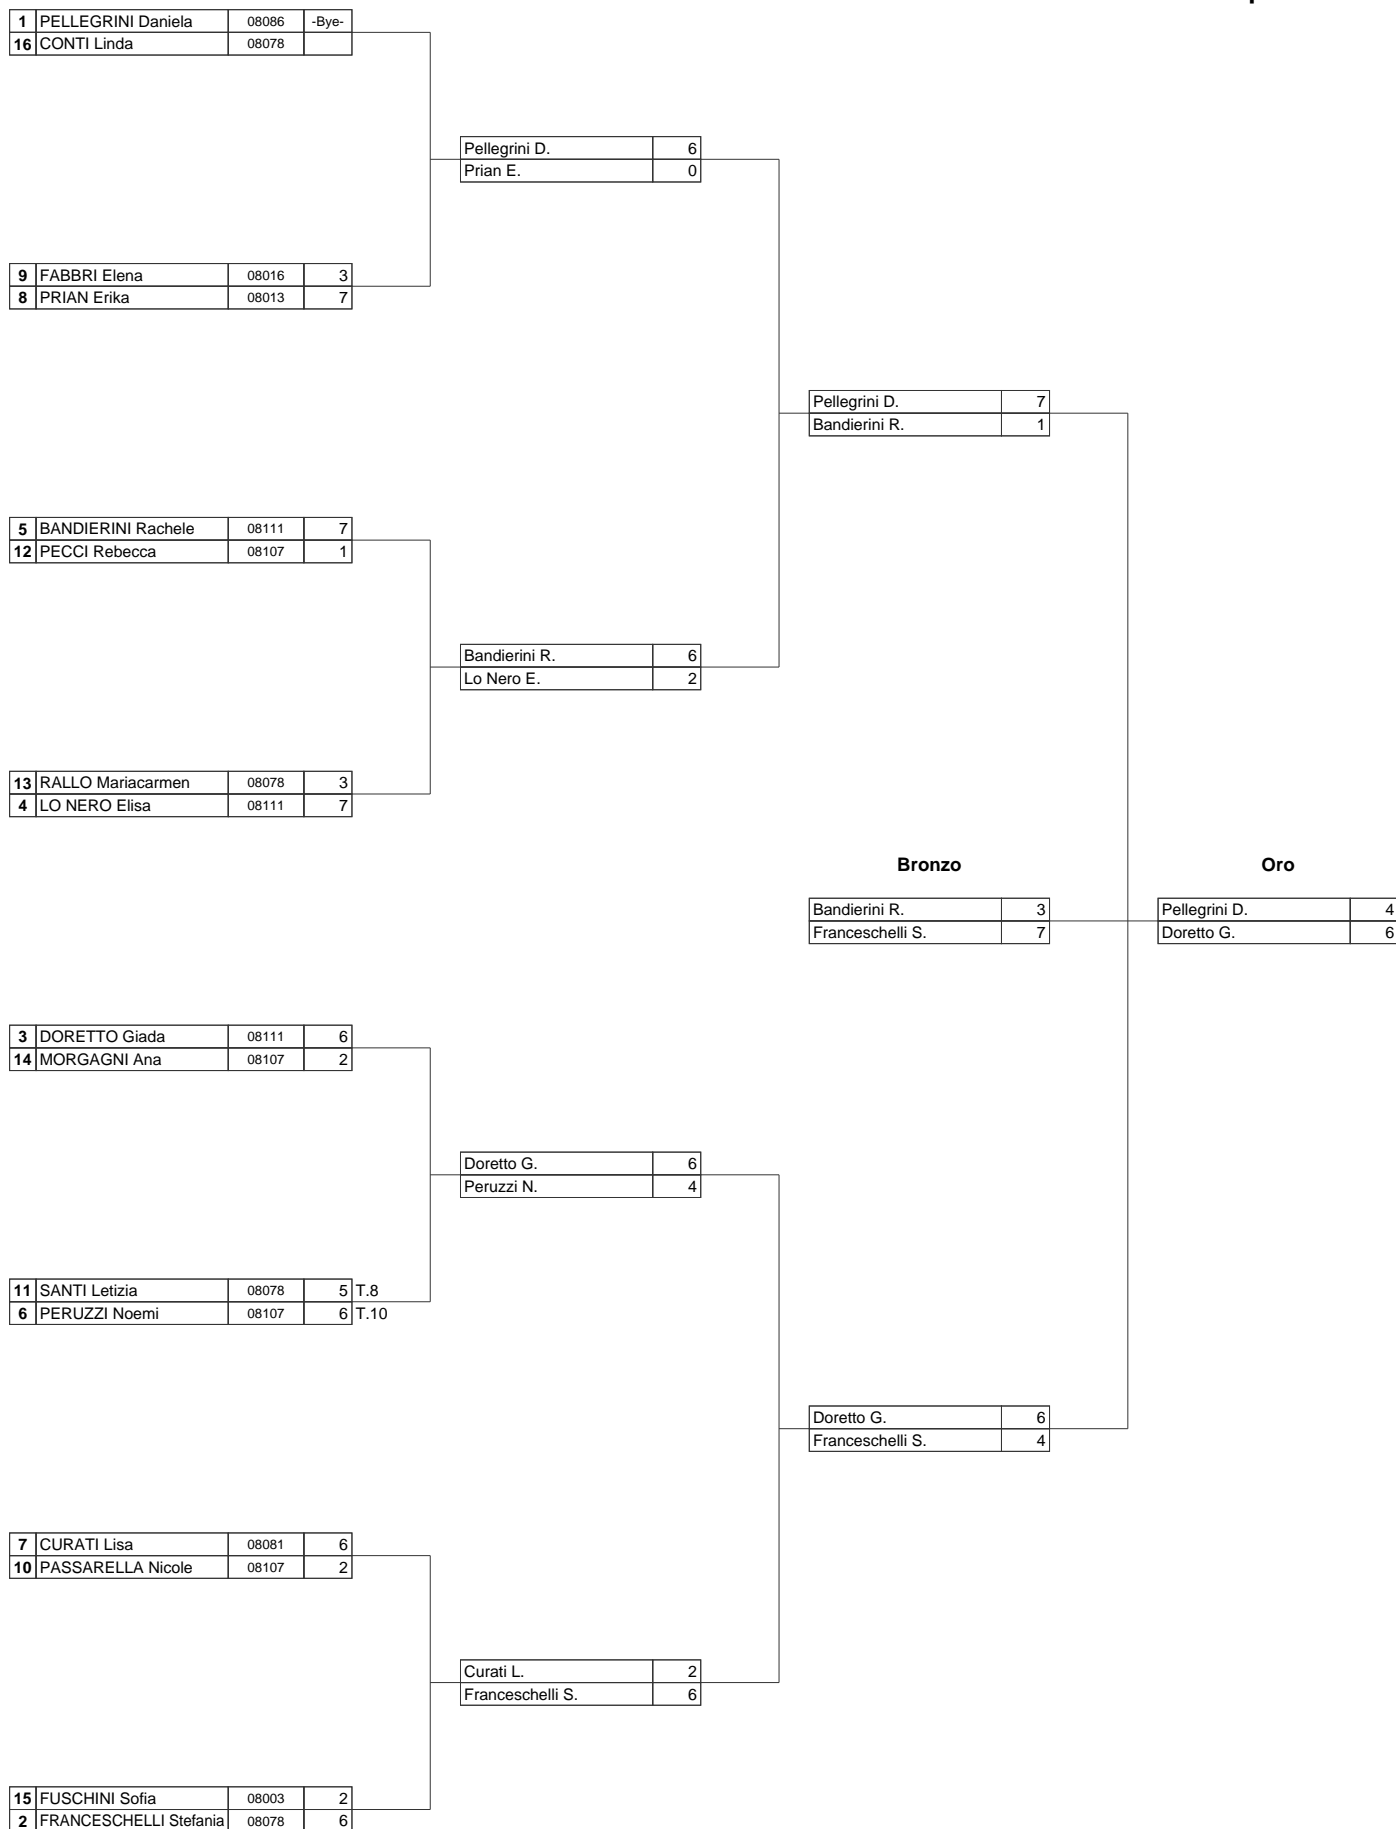 1 PELLEGRINI Daniela 08086 -Bye-
16 CONTI Linda 08078
Pellegrini D. 6
Prian E. 0
9 FABBRI Elena 08016 3
8 PRIAN Erika 08013 7
Pellegrini D. 7
Bandierini R. 1
5 BANDIERINI Rachele 08111 7
12 PECCI Rebecca 08107 1
Bandierini R. 6
Lo Nero E. 2
13 RALLO Mariacarmen 08078 3
4 LO NERO Elisa 08111 7
Bronzo Oro
Bandierini R. 3 Pellegrini D. 4
Franceschelli S. 7 Doretto G. 6
3 DORETTO Giada 08111 6
14 MORGAGNI Ana 08107 2
Doretto G. 6
Peruzzi N. 4
11 SANTI Letizia 08078 5 T.8
6 PERUZZI Noemi 08107 6 T.10
Doretto G. 6
Franceschelli S. 4
7 CURATI Lisa 08081 6
10 PASSARELLA Nicole 08107 2
Curati L. 2
Franceschelli S. 6
15 FUSCHINI Sofia 08003 2
2 FRANCESCHELLI Stefania 08078 6